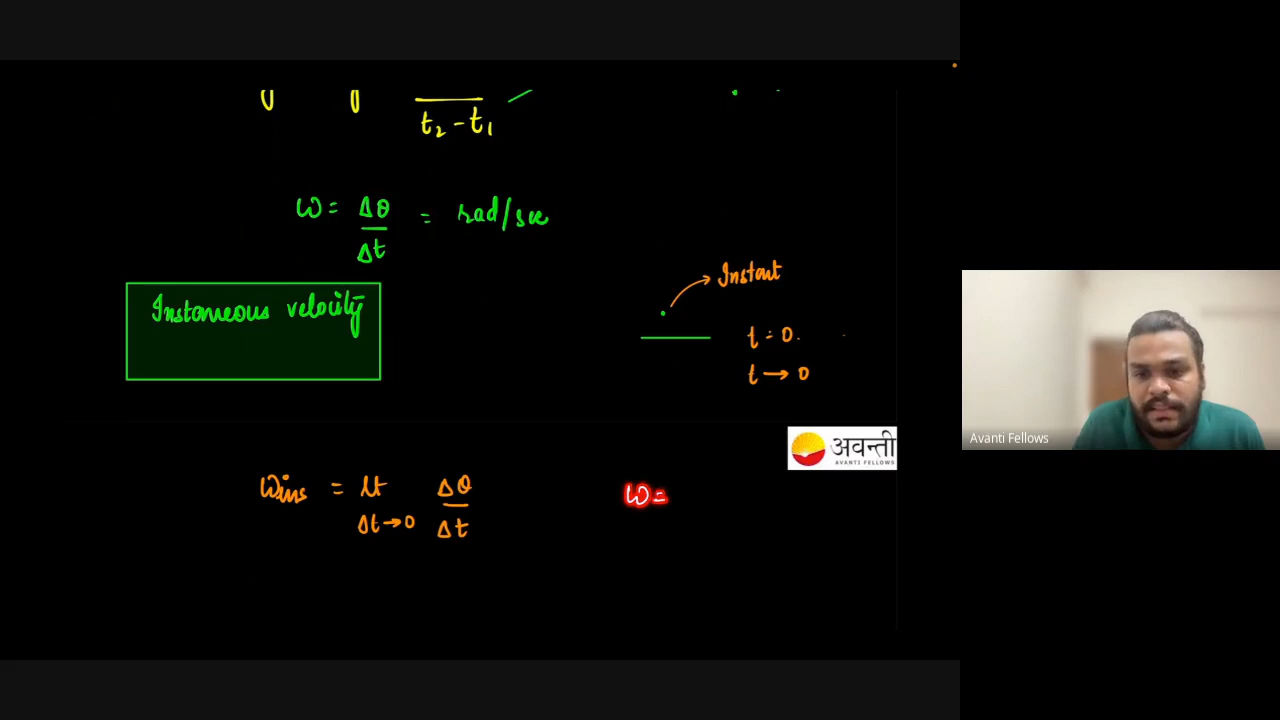 t₂ - t₁
ω = Δθ = rad/sec
Δt
Instaneous velocity
Instant
t = 0.
t → 0
अवन्ती
AVANTI FELLOWS
ωins = lt Δθ
Δt→0 Δt
ω =
Avanti Fellows